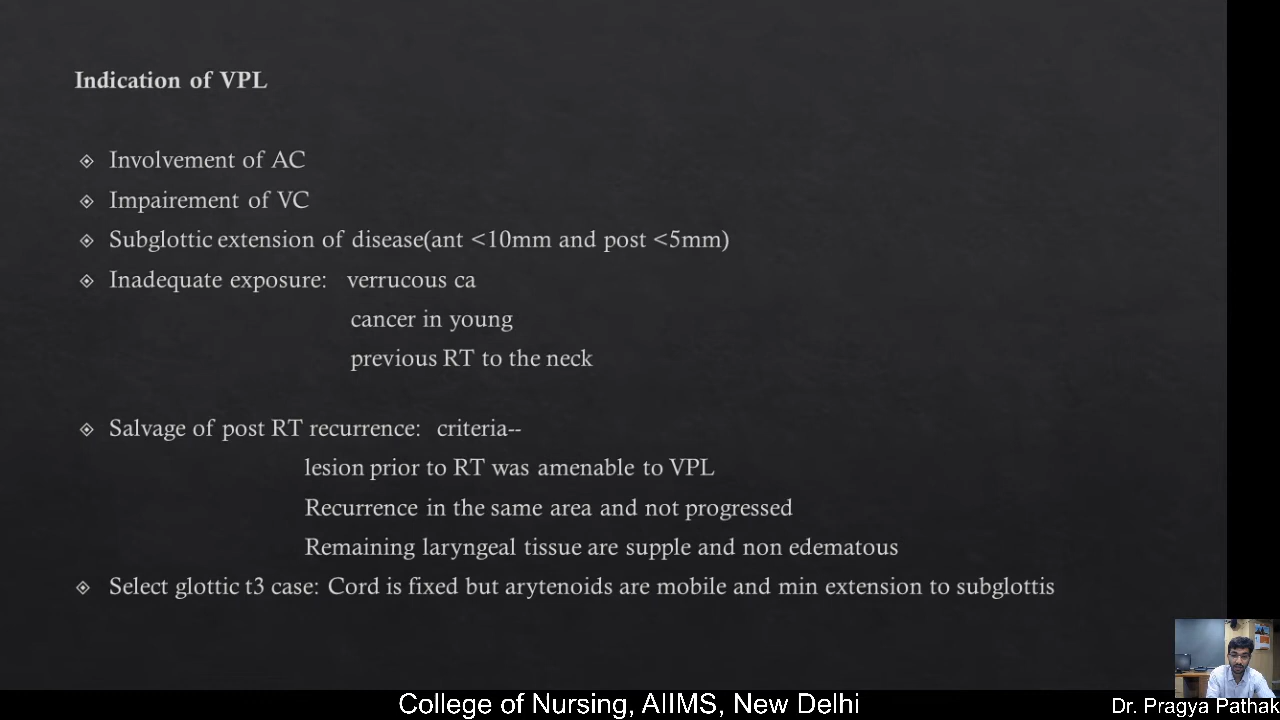 Indication of VPL
Involvement of AC
Impairement of VC
Subglottic extension of disease(ant <10mm and post <5mm)
Inadequate exposure: verrucous ca
cancer in young
previous RT to the neck
Salvage of post RT recurrence: criteria--
lesion prior to RT was amenable to VPL
Recurrence in the same area and not progressed
Remaining laryngeal tissue are supple and non edematous
Select glottic t3 case: Cord is fixed but arytenoids are mobile and min extension to subglottis
College of Nursing, AIIMS, New Delhi
Dr. Pragya Pathak